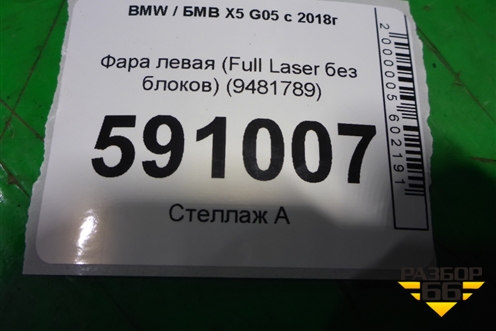 BMW / БМВ X5 G05 с 2018г
Фара левая (Full Laser без
блоков) (9481789)
591007
Стеллаж А
2000005602191
РАЗБОР
66